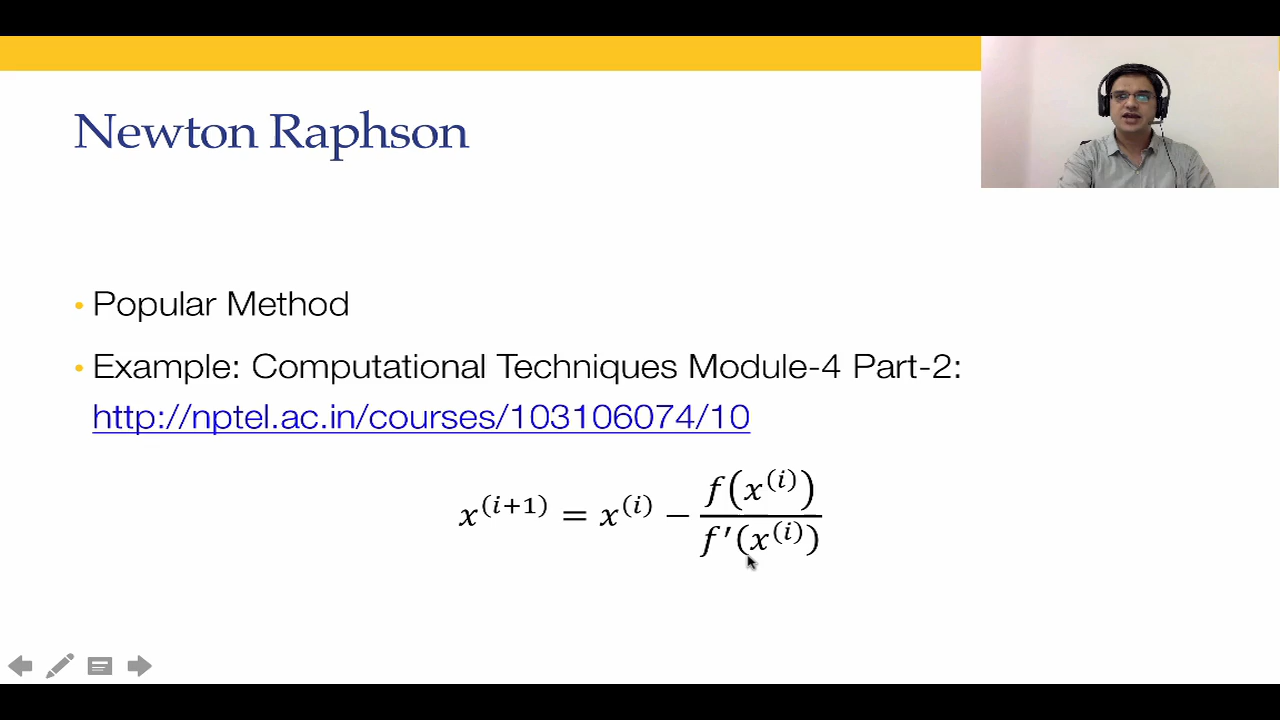 Newton Raphson
• Popular Method
• Example: Computational Techniques Module-4 Part-2:
http://nptel.ac.in/courses/103106074/10
x^{(i+1)} = x^{(i)} − \frac{f(x^{(i)})}{f′(x^{(i)})}